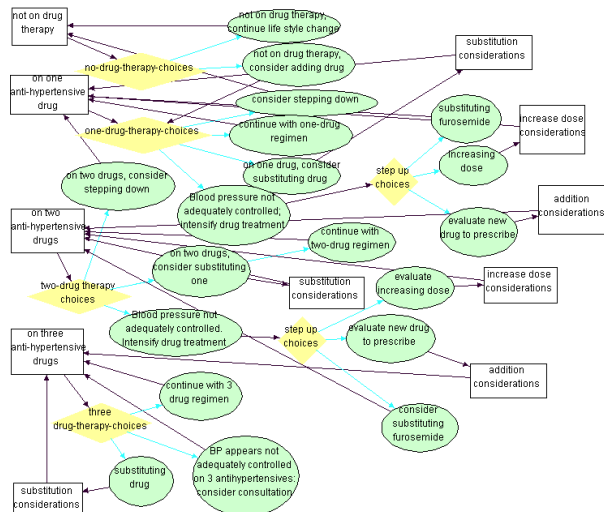 not on drug
therapy
not on drug therapy,
continue life style change
no-drug-therapy-choices
not on drug therapy,
consider adding drug
substitution
considerations
on one
anti-hypertensive
drug
consider stepping down
one-drug-therapy-choices
continue with one-drug
regimen
substituting
furosemide
increase dose
considerations
on two drugs, consider
stepping down
on one drug, consider
substituting drug
step up
choices
increasing
dose
Blood pressure not
adequately controlled;
Intensify drug treatment
evaluate new
drug to prescribe
addition
considerations
on two
anti-hypertensive
drugs
continue with
two-drug regimen
on two drugs,
consider substituting
one
two-drug therapy
choices
substitution
considerations
evaluate
increasing dose
increase dose
considerations
Blood pressure not
adequately controlled.
Intensify drug treatment
step up
choices
evaluate new drug
to prescribe
on three
anti-hypertensive
drugs
addition
considerations
continue with 3
drug regimen
three
drug-therapy-choices
consider
substituting
furosemide
BP appears not
adequately controlled
on 3 antihypertensives:
consider consultation
substituting
drug
substitution
considerations